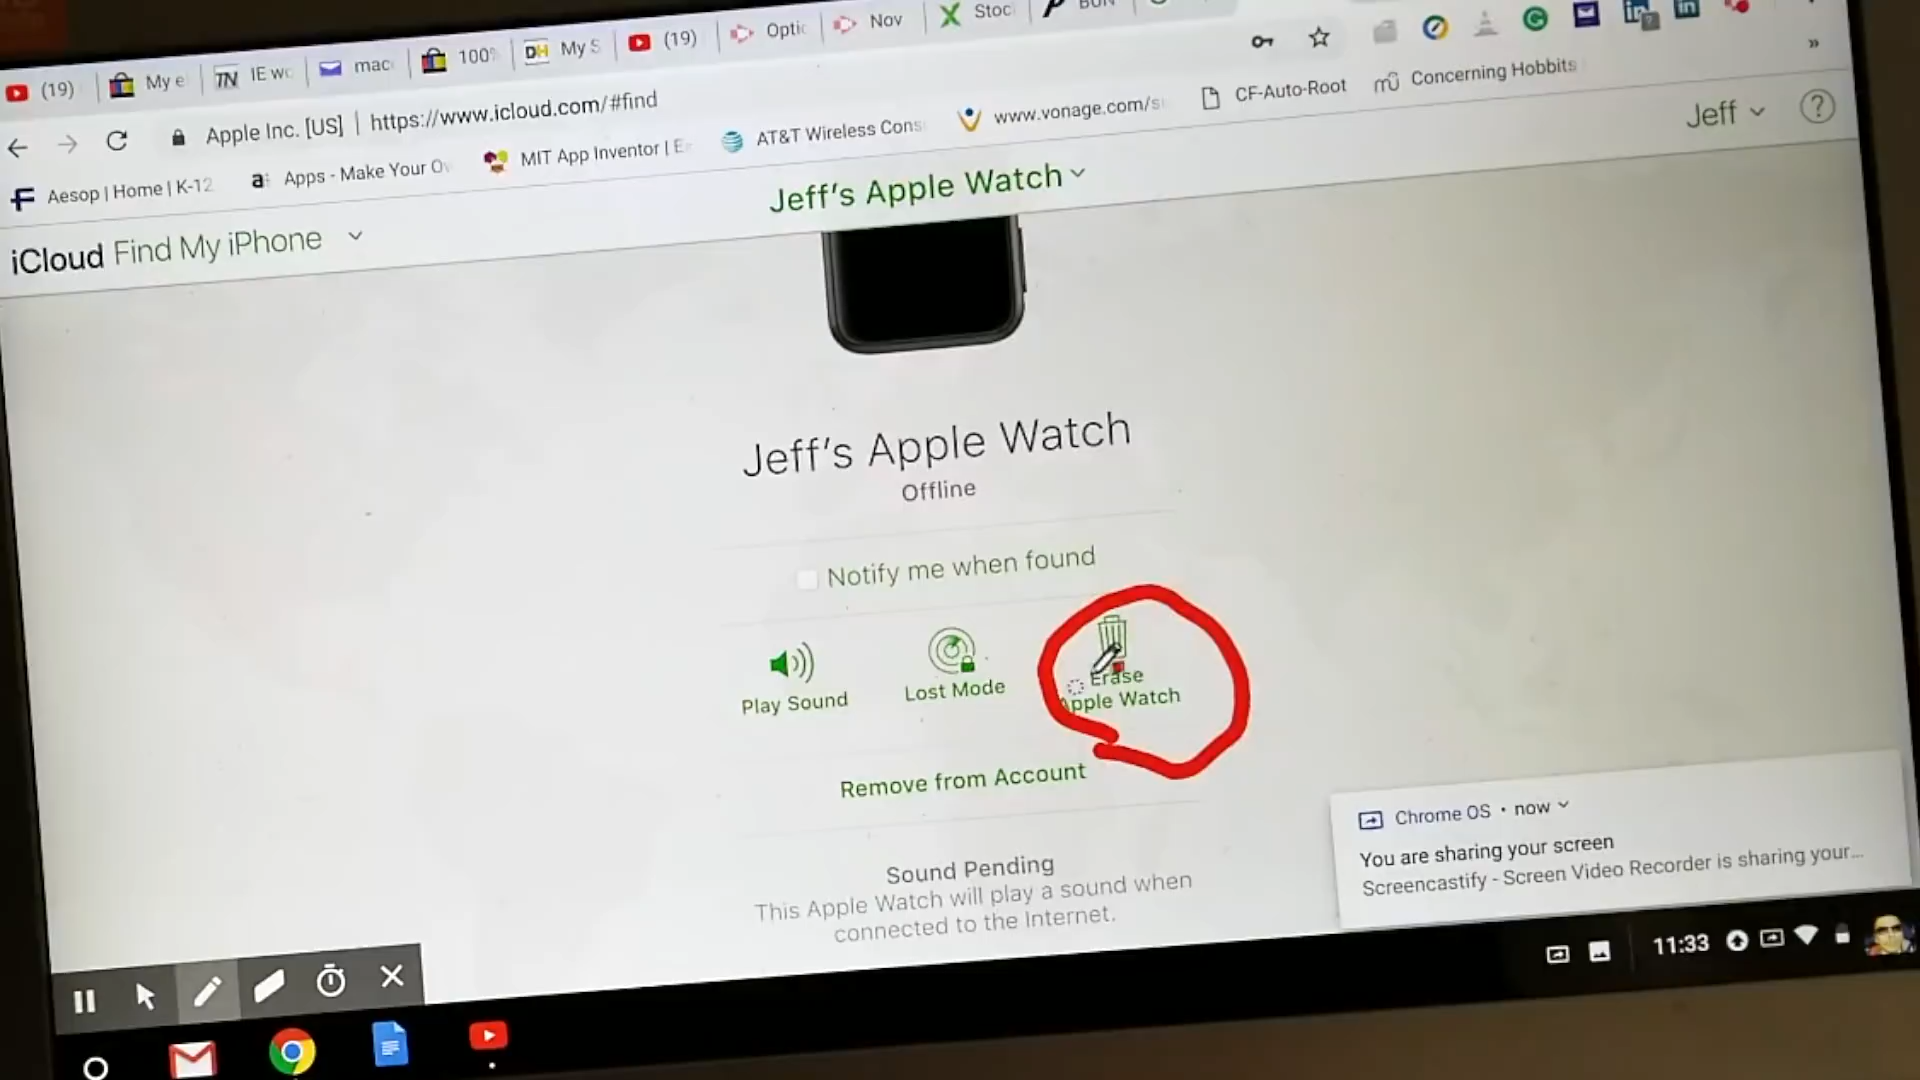 (19) My e IE wo mac 100% DH My S (19) Optic Nov Stoc
Apple Inc. [US] | https://www.icloud.com/#find
Aesop | Home | K-12 a: Apps - Make Your Ov MIT App Inventor | E AT&T Wireless Cons www.vonage.com/s CF-Auto-Root Concerning Hobbits »
iCloud Find My iPhone Jeff's Apple Watch Jeff ?
Jeff's Apple Watch
Offline
Notify me when found
Play Sound Lost Mode Erase
Apple Watch
Remove from Account
Sound Pending
This Apple Watch will play a sound when
connected to the Internet.
Chrome OS · now
You are sharing your screen
Screencastify - Screen Video Recorder is sharing your...
11:33